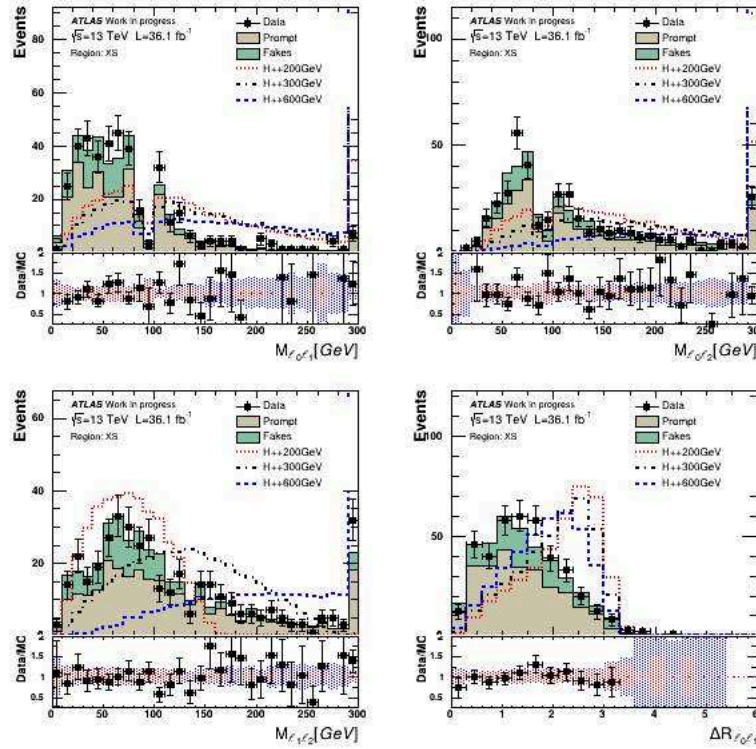 Events
ATLAS Work in progress
√s=13 TeV L=36.1 fb⁻¹
Region: XS
Data
Prompt
Fakes
H++200GeV
H++300GeV
H++600GeV
80
60
40
20
Data/MC
2
1.5
1
0.5
0 50 100 150 200 250 300
M ℓ0ℓ1 [GeV]
Events
ATLAS Work in progress
√s=13 TeV L=36.1 fb⁻¹
Region: XS
Data
Prompt
Fakes
H++200GeV
H++300GeV
H++600GeV
100
50
Data/MC
2
1.5
1
0.5
0 50 100 150 200 250 300
M ℓ0ℓ2 [GeV]
Events
ATLAS Work in progress
√s=13 TeV L=36.1 fb⁻¹
Region: XS
Data
Prompt
Fakes
H++200GeV
H++300GeV
H++600GeV
60
40
20
Data/MC
2
1.5
1
0.5
0 50 100 150 200 250 300
M ℓ1ℓ2 [GeV]
Events
ATLAS Work in progress
√s=13 TeV L=36.1 fb⁻¹
Region: XS
Data
Prompt
Fakes
H++200GeV
H++300GeV
H++600GeV
100
50
Data/MC
2
1.5
1
0.5
0 1 2 3 4 5